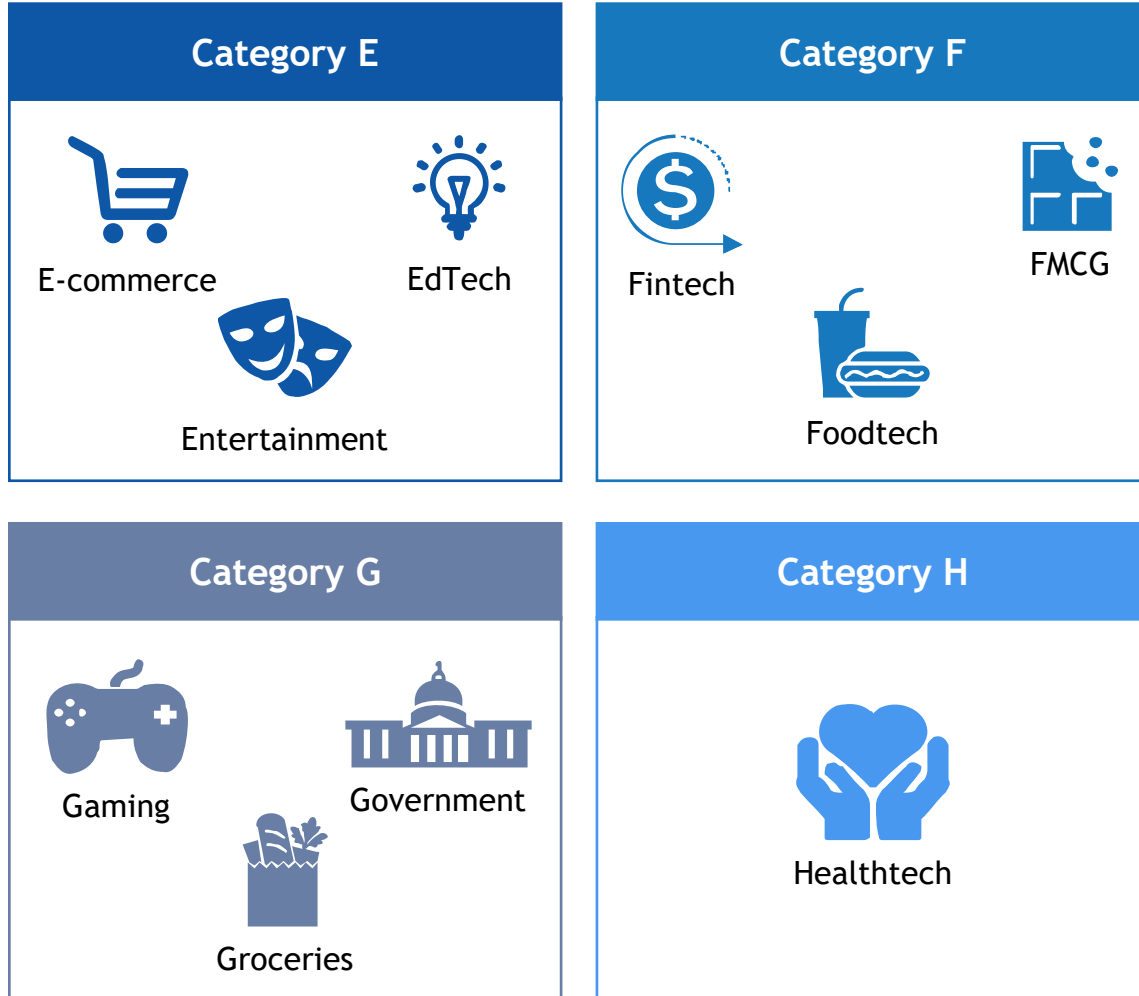 Category E
E-commerce
EdTech
Entertainment
Category F
Fintech
FMCG
Foodtech
Category G
Gaming
Government
Groceries
Category H
Healthtech